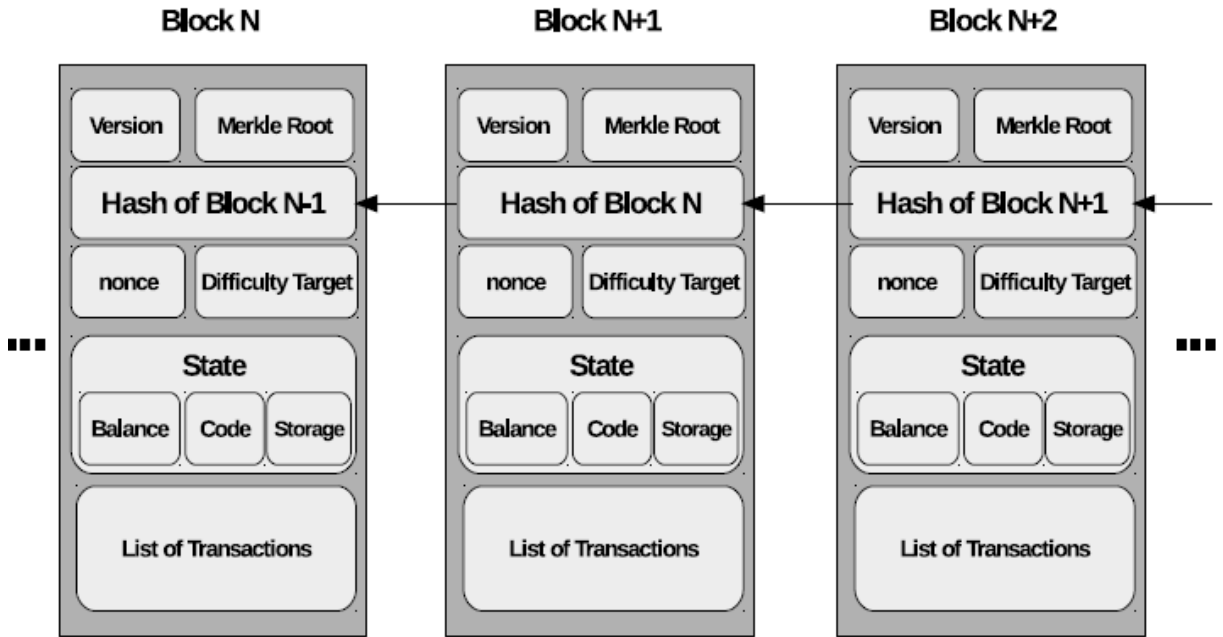 Block N
Block N+1
Block N+2
Version
Merkle Root
Hash of Block N-1
nonce
Difficulty Target
State
Balance
Code
Storage
List of Transactions
Version
Merkle Root
Hash of Block N
nonce
Difficulty Target
State
Balance
Code
Storage
List of Transactions
Version
Merkle Root
Hash of Block N+1
nonce
Difficulty Target
State
Balance
Code
Storage
List of Transactions
...
...